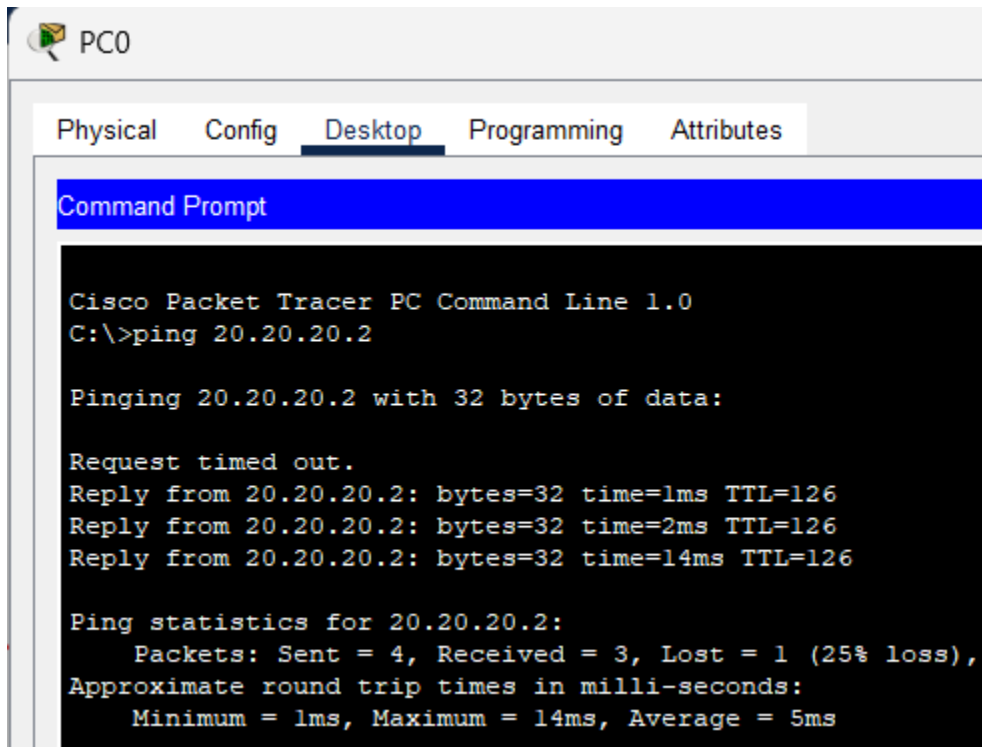 PC0
Physical Config Desktop Programming Attributes
Command Prompt
Cisco Packet Tracer PC Command Line 1.0
C:\>ping 20.20.20.2
Pinging 20.20.20.2 with 32 bytes of data:
Request timed out.
Reply from 20.20.20.2: bytes=32 time=1ms TTL=126
Reply from 20.20.20.2: bytes=32 time=2ms TTL=126
Reply from 20.20.20.2: bytes=32 time=14ms TTL=126
Ping statistics for 20.20.20.2:
Packets: Sent = 4, Received = 3, Lost = 1 (25% loss),
Approximate round trip times in milli-seconds:
Minimum = 1ms, Maximum = 14ms, Average = 5ms